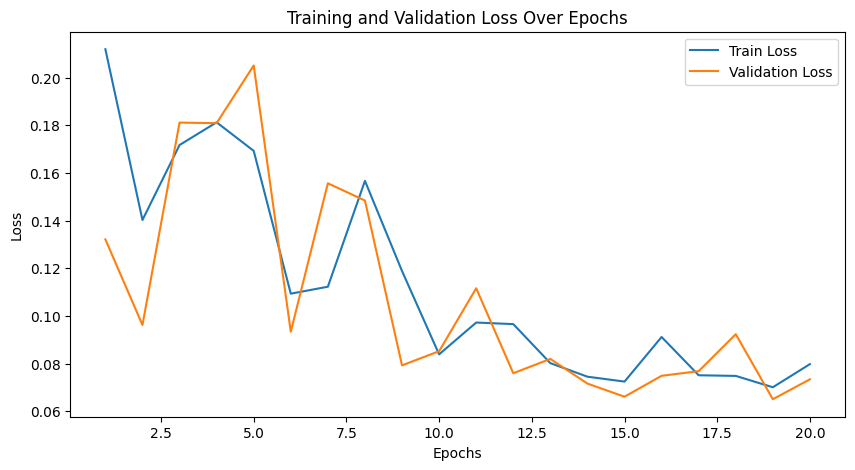 Training and Validation Loss Over Epochs
Train Loss
Validation Loss
Loss
0.20
0.18
0.16
0.14
0.12
0.10
0.08
0.06
2.5 5.0 7.5 10.0 12.5 15.0 17.5 20.0
Epochs